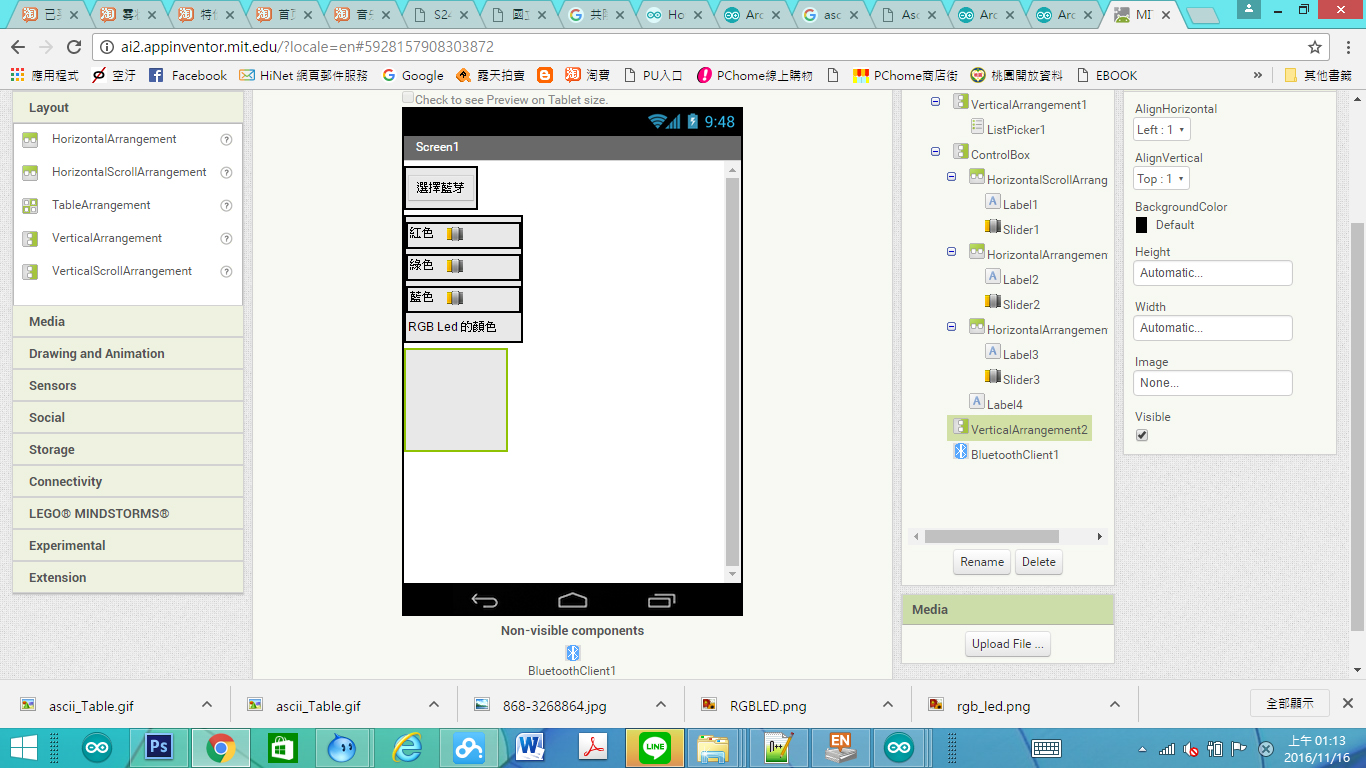 S24
Ho
Arc
asc
Asc
Arc
Arc
MI
ai2.appinventor.mit.edu/?locale=en#5928157908303872
應用程式 空汙 Facebook HiNet 網頁郵件服務 Google 露天拍賣 淘寶 PU入口 PChome線上購物 PChome商店街 桃園開放資料 EBOOK » 其他書籤
Layout
HorizontalArrangement
HorizontalScrollArrangement
TableArrangement
VerticalArrangement
VerticalScrollArrangement
Media
Drawing and Animation
Sensors
Social
Storage
Connectivity
LEGO® MINDSTORMS®
Experimental
Extension
Check to see Preview on Tablet size.
9:48
Screen1
選擇藍芽
紅色
綠色
藍色
RGB Led 的顏色
Non-visible components
BluetoothClient1
VerticalArrangement1
ListPicker1
ControlBox
HorizontalScrollArrang
Label1
Slider1
HorizontalArrangemen
Label2
Slider2
HorizontalArrangemen
Label3
Slider3
Label4
VerticalArrangement2
BluetoothClient1
Rename Delete
Media
Upload File ...
AlignHorizontal
Left : 1
AlignVertical
Top : 1
BackgroundColor
Default
Height
Automatic...
Width
Automatic...
Image
None...
Visible
ascii_Table.gif ascii_Table.gif 868-3268864.jpg RGBLED.png rgb_led.png 全部顯示
上午 01:13
2016/11/16